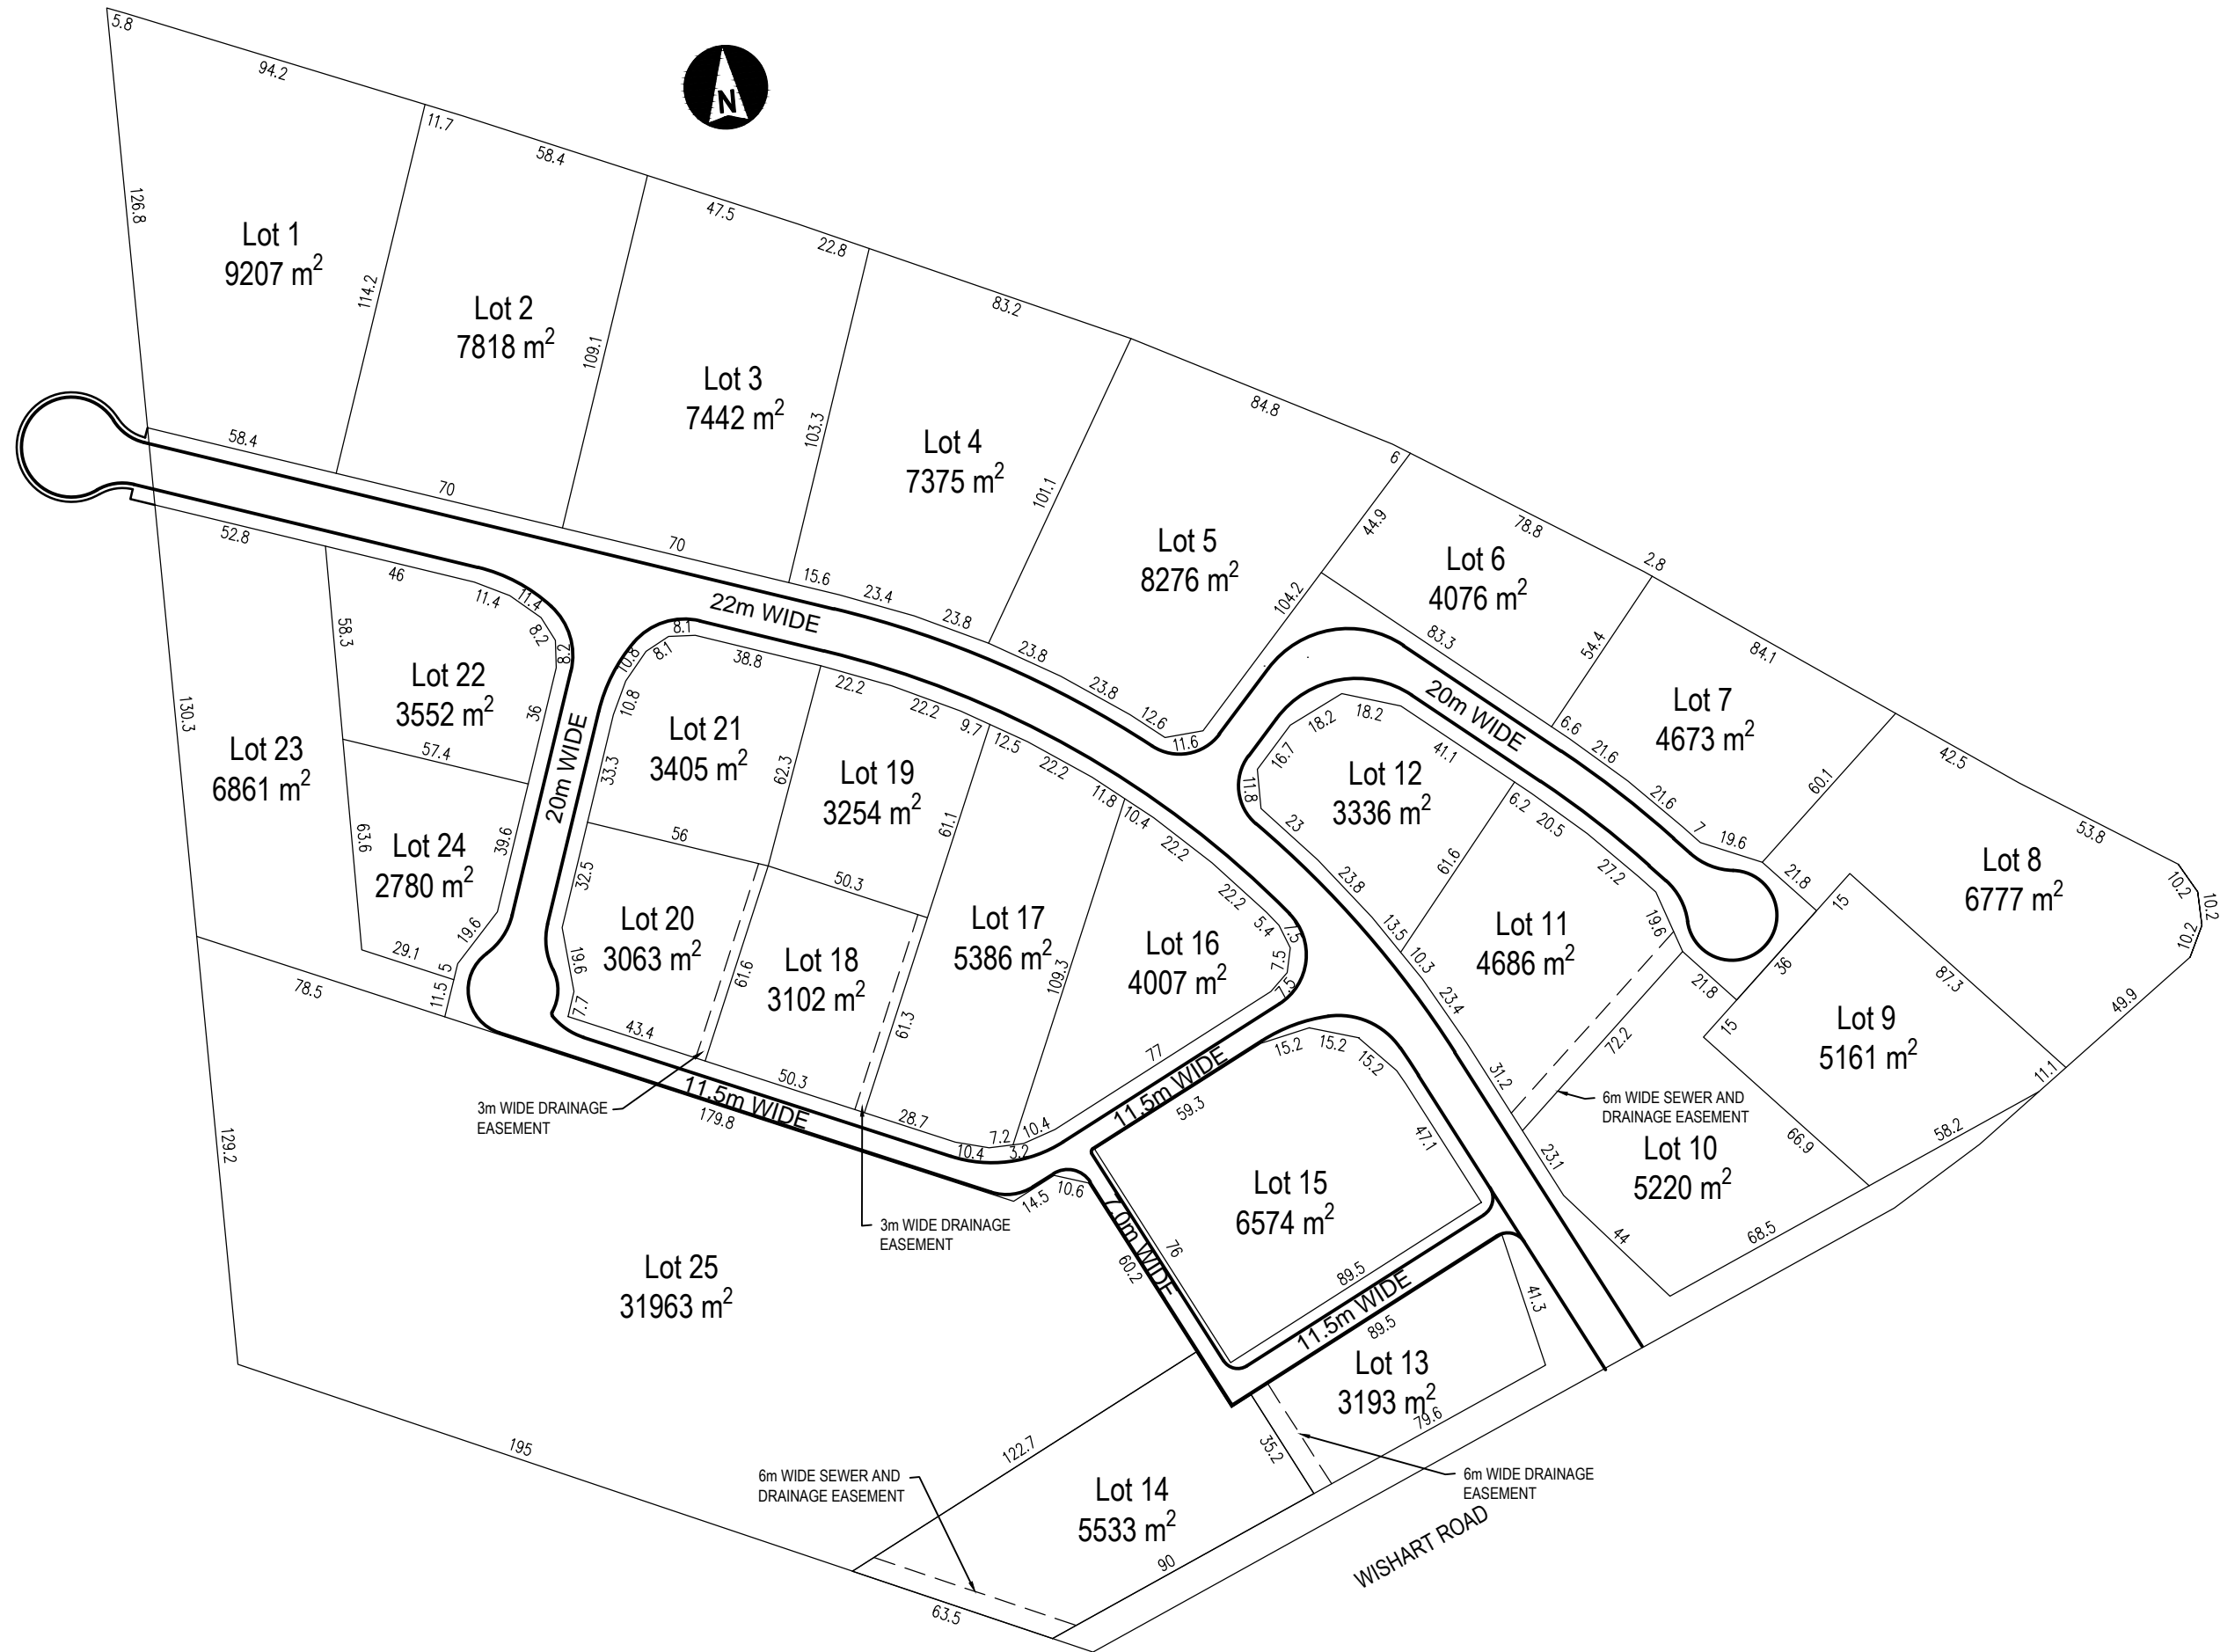 5.8
94.2
N
11.7
58.4
47.5
22.8
83.2
84.8
6
78.8
2.8
84.1
42.5
53.8
10.2
10.2
10.2
49.9
11.1
126.8
Lot 1
9207 m²
114.2
Lot 2
7818 m²
109.1
Lot 3
7442 m²
103.3
Lot 4
7375 m²
101.1
Lot 5
8276 m²
44.9
104.2
Lot 6
4076 m²
83.3
54.4
Lot 7
4673 m²
60.1
Lot 8
6777 m²
58.4
70
70
15.6
23.4
23.8
23.8
23.8
12.6
11.6
22m WIDE
20m WIDE
6.6
21.6
21.6
7
19.6
21.8
15
36
15
87.3
Lot 9
5161 m²
66.9
58.2
52.8
46
11.4
11.4
8.2
8.2
58.3
Lot 22
3552 m²
36
57.4
130.3
Lot 23
6861 m²
63.6
Lot 24
2780 m²
39.6
19.6
29.1
5
11.5
78.5
20m WIDE
8.1
8.1
10.8
10.8
38.8
Lot 21
3405 m²
33.3
62.3
56
22.2
22.2
9.7
Lot 19
3254 m²
61.1
50.3
32.5
Lot 20
3063 m²
19.6
7.7
43.4
61.6
Lot 18
3102 m²
61.3
50.3
12.5
22.2
11.8
Lot 17
5386 m²
109.3
28.7
10.4
7.2
3.2
10.4
10.4
22.2
22.2
5.4
7.5
7.5
7.5
Lot 16
4007 m²
77
18.2
18.2
16.7
11.8
23
41.1
Lot 12
3336 m²
23.8
13.5
61.6
6.2
20.5
27.2
19.6
Lot 11
4686 m²
10.3
23.4
31.2
72.2
21.8
6m WIDE SEWER AND
DRAINAGE EASEMENT
23.1
Lot 10
5220 m²
44
68.5
11.5m WIDE
15.2
15.2
15.2
59.3
47.1
Lot 15
6574 m²
76
89.5
7.0m WIDE
60.2
11.5m WIDE
89.5
41.3
Lot 13
3193 m²
79.6
35.2
11.5m WIDE
179.8
14.5
10.6
3m WIDE DRAINAGE
EASEMENT
3m WIDE DRAINAGE
EASEMENT
129.2
Lot 25
31963 m²
195
122.7
6m WIDE SEWER AND
DRAINAGE EASEMENT
Lot 14
5533 m²
90
63.5
6m WIDE DRAINAGE
EASEMENT
WISHART ROAD